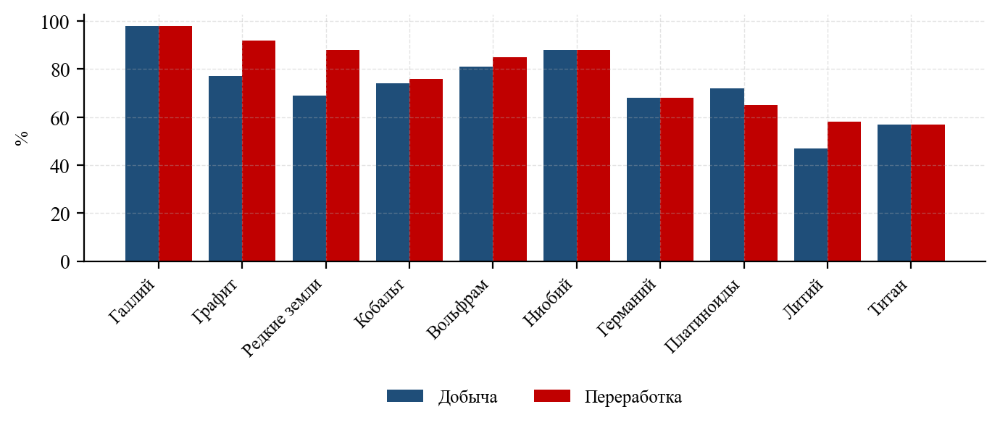 %
100
80
60
40
20
0
Галлий
Графит
Редкие земли
Кобальт
Вольфрам
Ниобий
Германий
Платиноиды
Литий
Титан
Добыча
Переработка